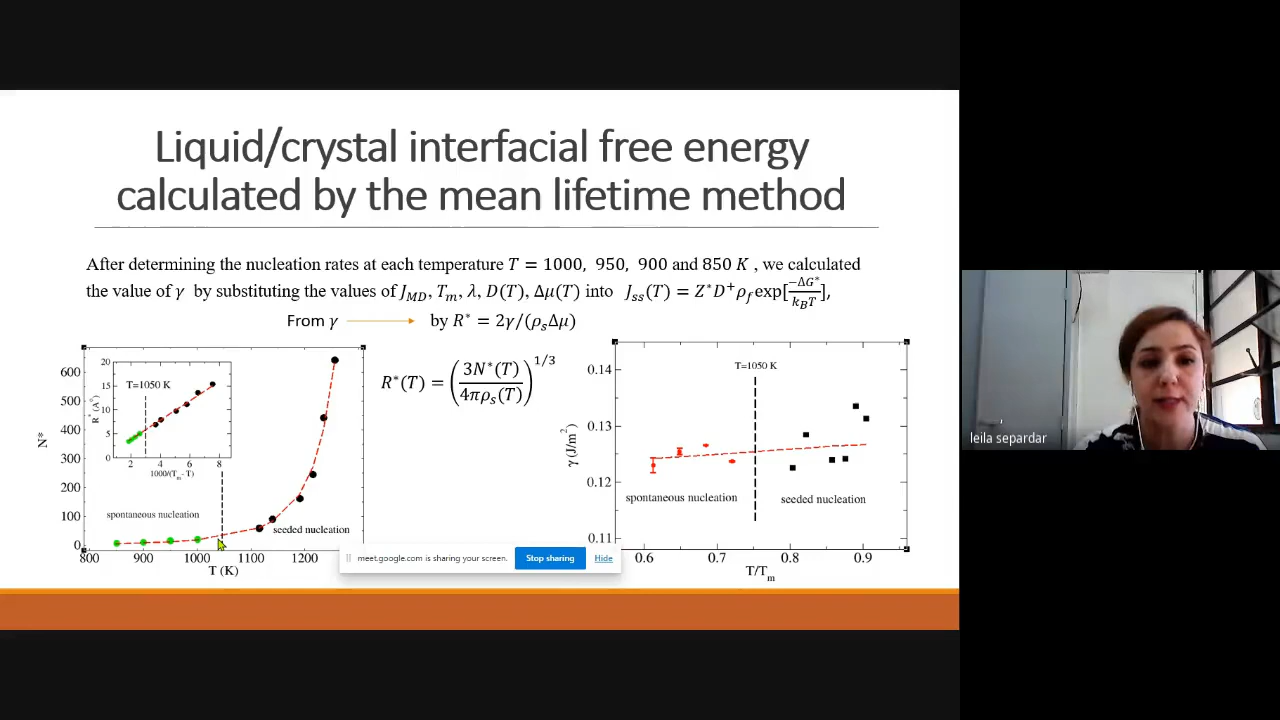 Liquid/crystal interfacial free energy
calculated by the mean lifetime method
After determining the nucleation rates at each temperature T = 1000, 950, 900 and 850 K , we calculated
the value of γ by substituting the values of J_MD, T_m, λ, D(T), Δμ(T) into J_ss(T) = Z*D⁺ρ_f exp[−ΔG*/k_BT],
From γ → by R* = 2γ/(ρ_sΔμ)
R*(T) = (3N*(T)/4πρ_s(T))^1/3
600
500
400
300
200
100
0
N*
800
900
1000
1100
1200
T (K)
20
15
10
5
0
R* (A°)
T=1050 K
2
4
6
8
1000/(T_m - T)
spontaneous nucleation
seeded nucleation
meet.google.com is sharing your screen.
Stop sharing
Hide
0.14
0.13
0.12
0.11
γ (J/m²)
T=1050 K
spontaneous nucleation
seeded nucleation
0.6
0.7
0.8
0.9
T/T_m
leila separdar